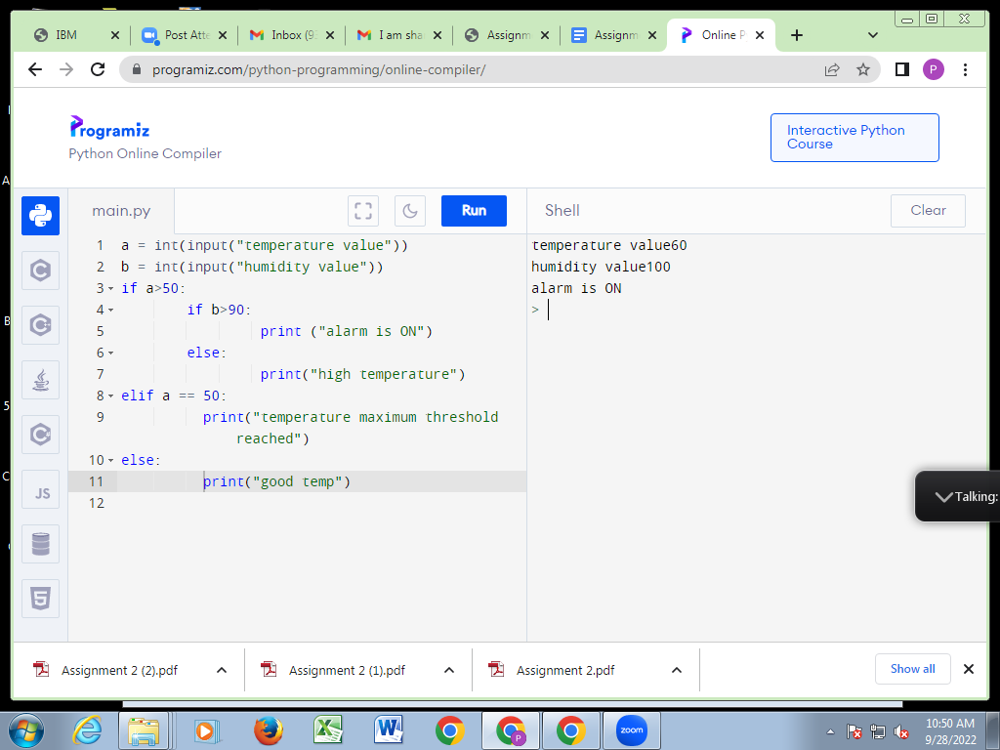 IBM
Post Atte
Inbox (93
I am sha
Assignm
Assignm
Online P
programiz.com/python-programming/online-compiler/
P
Programiz
Python Online Compiler
Interactive Python
Course
main.py
Run
Shell
Clear
1 a = int(input("temperature value"))
2 b = int(input("humidity value"))
3 if a>50:
4 if b>90:
5 print ("alarm is ON")
6 else:
7 print("high temperature")
8 elif a == 50:
9 print("temperature maximum threshold
reached")
10 else:
11 print("good temp")
12
temperature value60
humidity value100
alarm is ON
>
JS
Talking:
Assignment 2 (2).pdf
Assignment 2 (1).pdf
Assignment 2.pdf
Show all
zoom
10:50 AM
9/28/2022